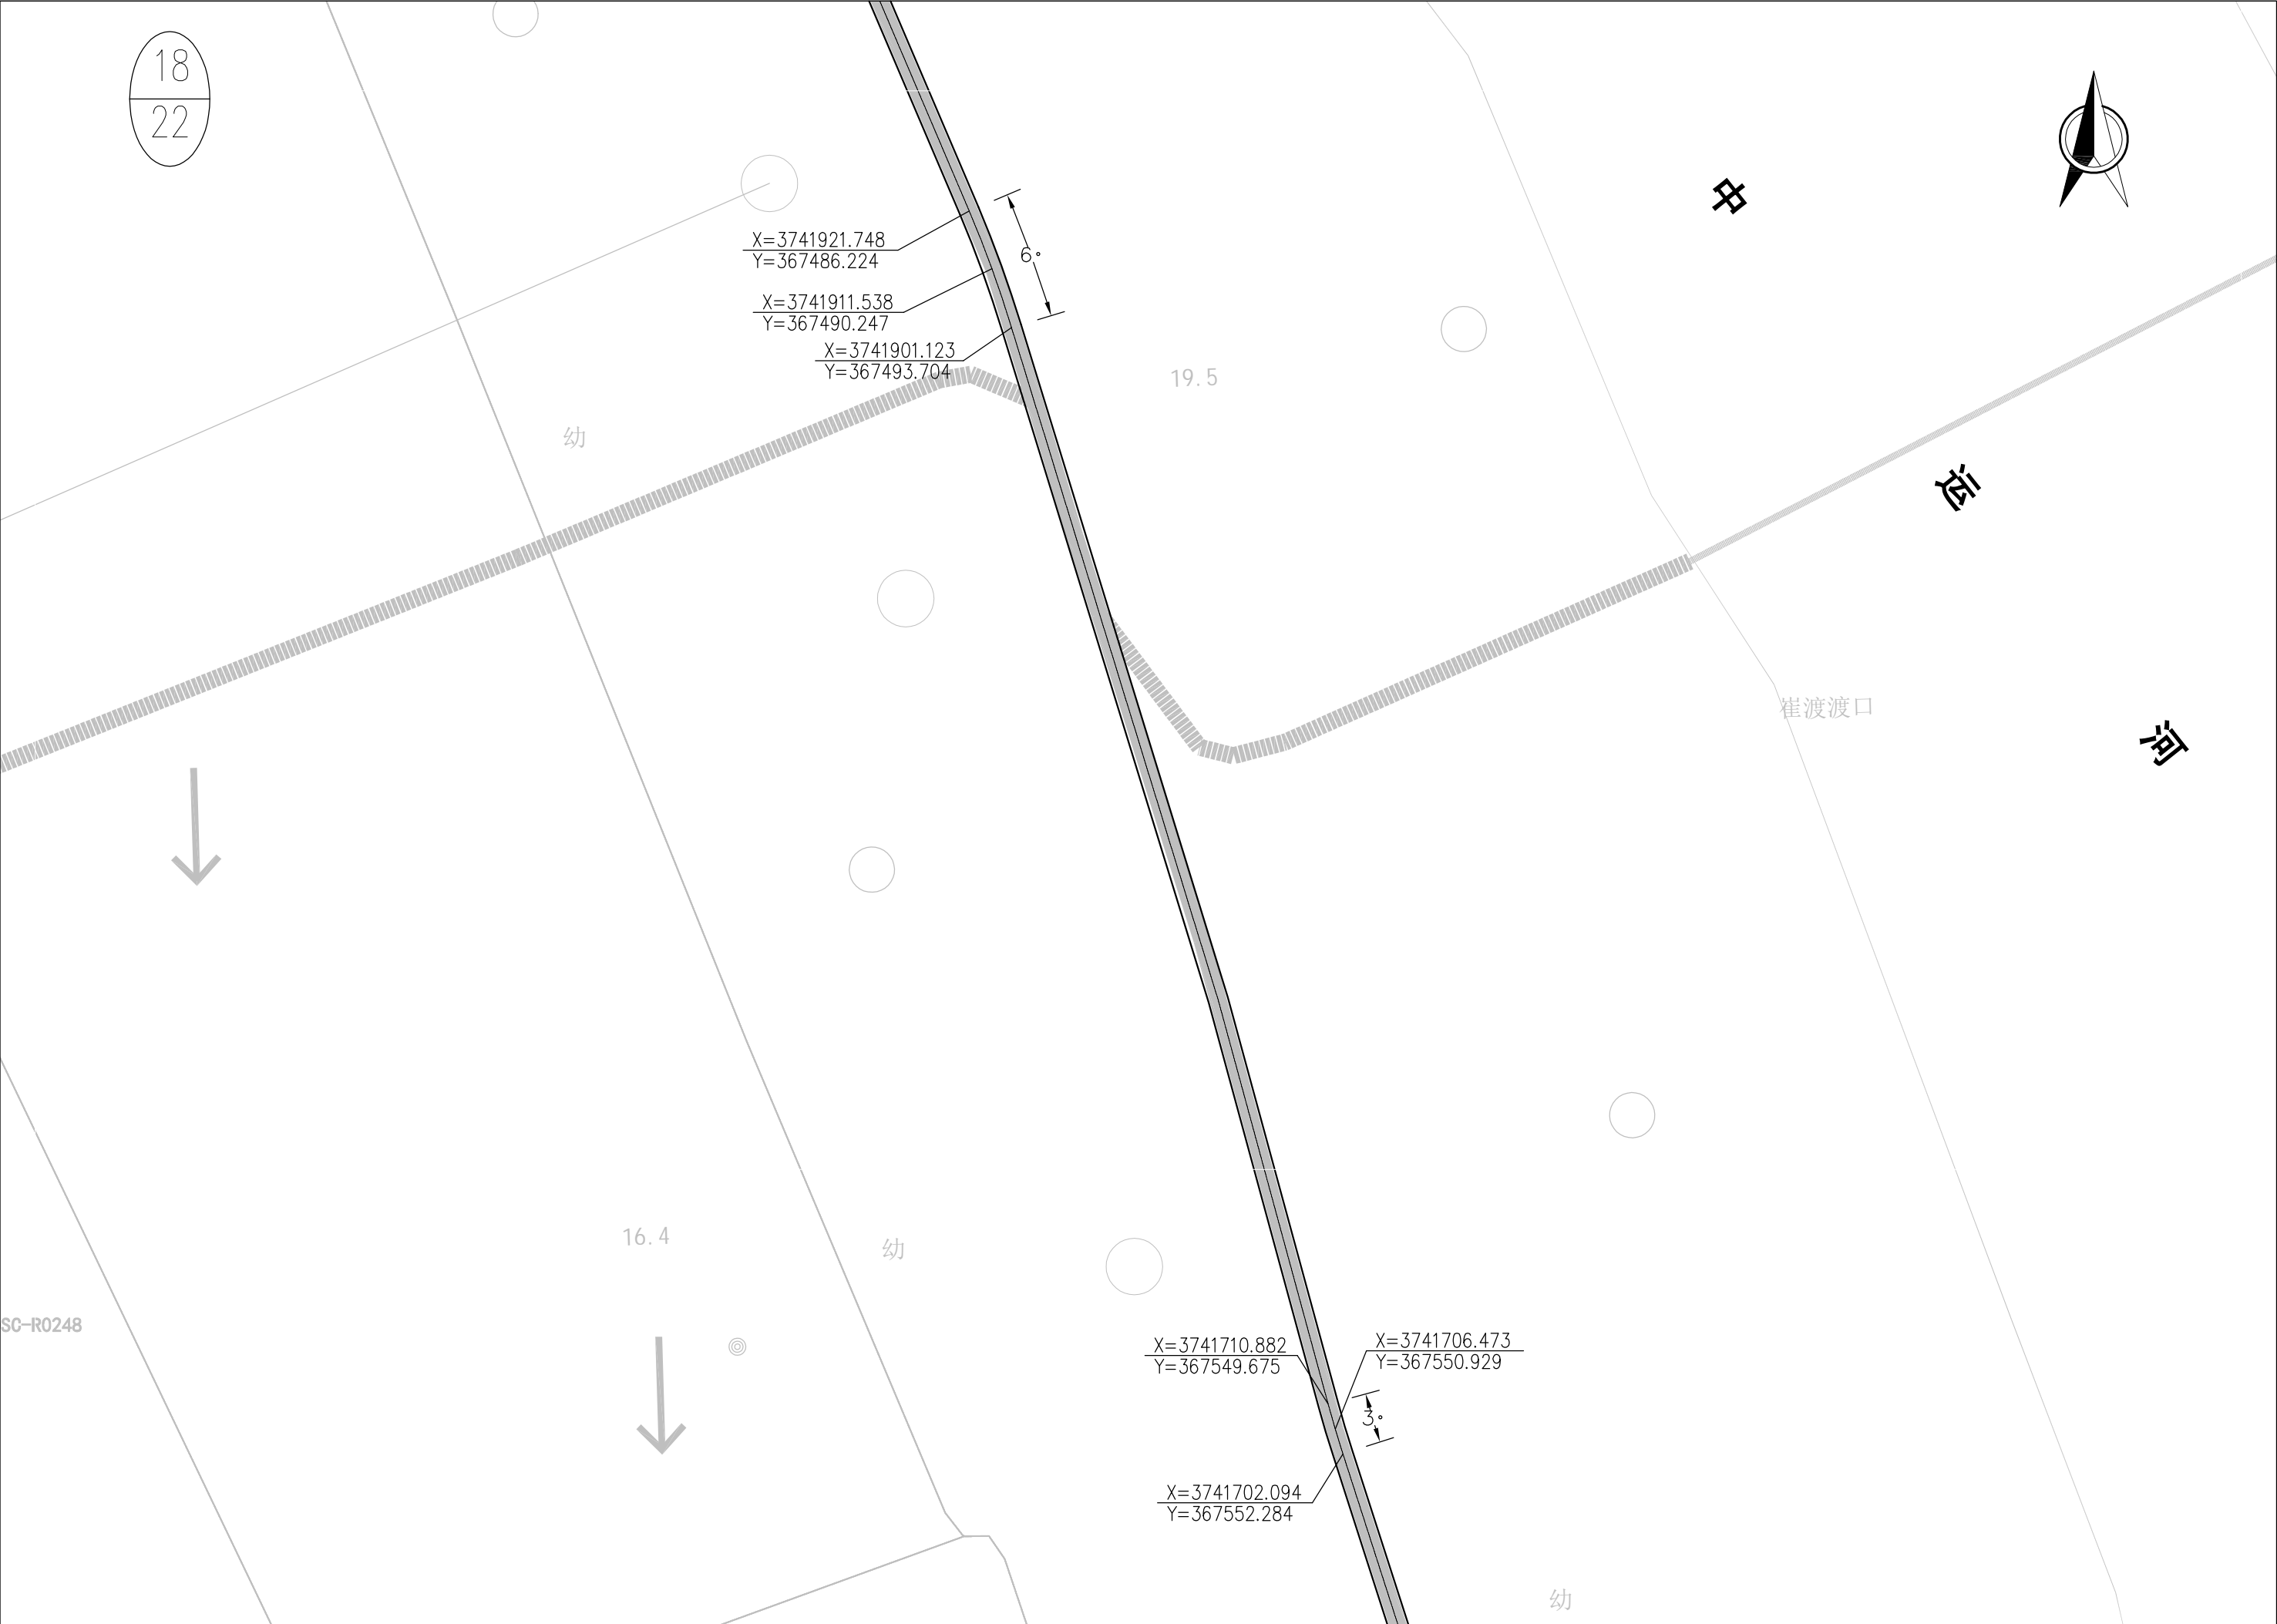 18
22
中
X=3741921.748
Y=367486.224
6°
X=3741911.538
Y=367490.247
X=3741901.123
Y=367493.704
19.5
幼
运
崔渡渡口
河
16.4
幼
SC-R0248
X=3741710.882
Y=367549.675
X=3741706.473
Y=367550.929
3°
X=3741702.094
Y=367552.284
幼